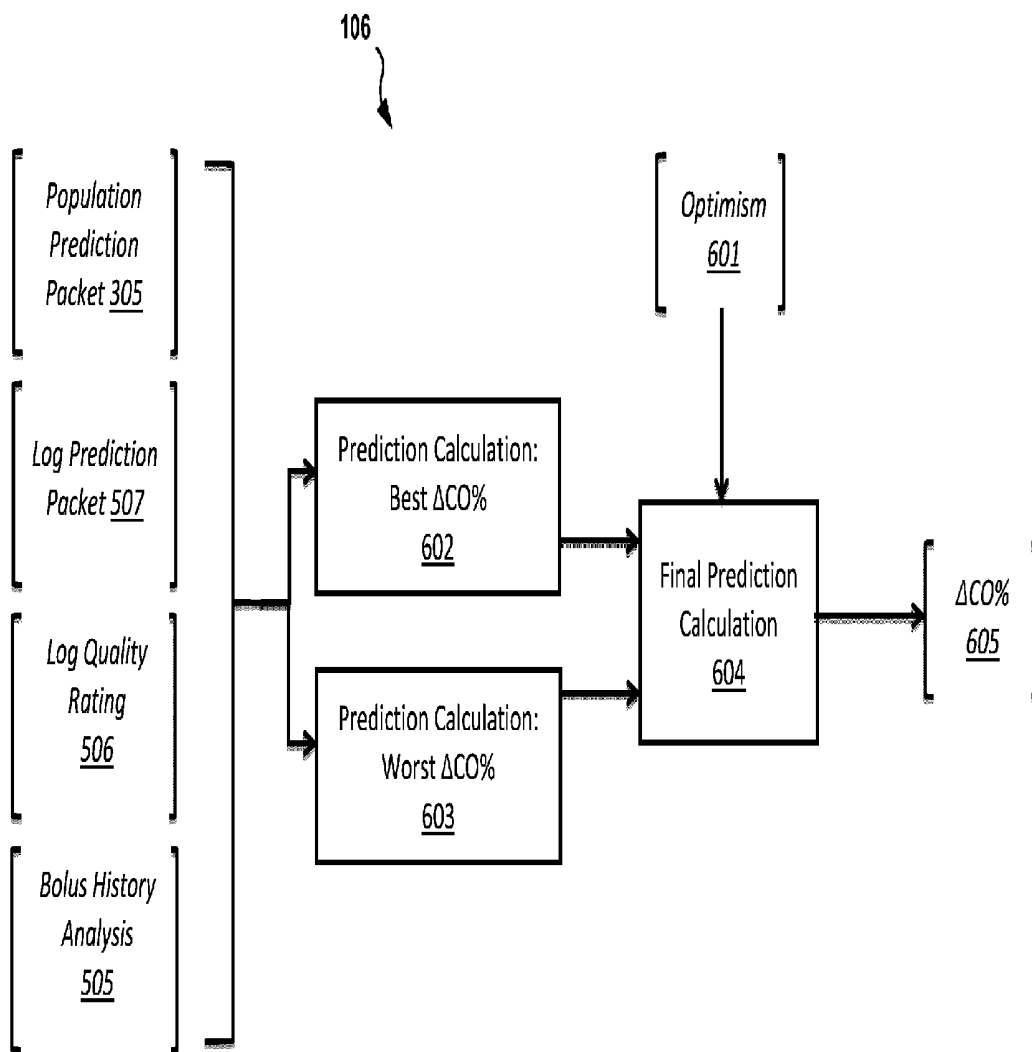 106
Population
Prediction
Packet 305
Log Prediction
Packet 507
Log Quality
Rating
506
Bolus History
Analysis
505
Prediction Calculation:
Best ΔCO%
602
Prediction Calculation:
Worst ΔCO%
603
Optimism
601
Final Prediction
Calculation
604
ΔCO%
605